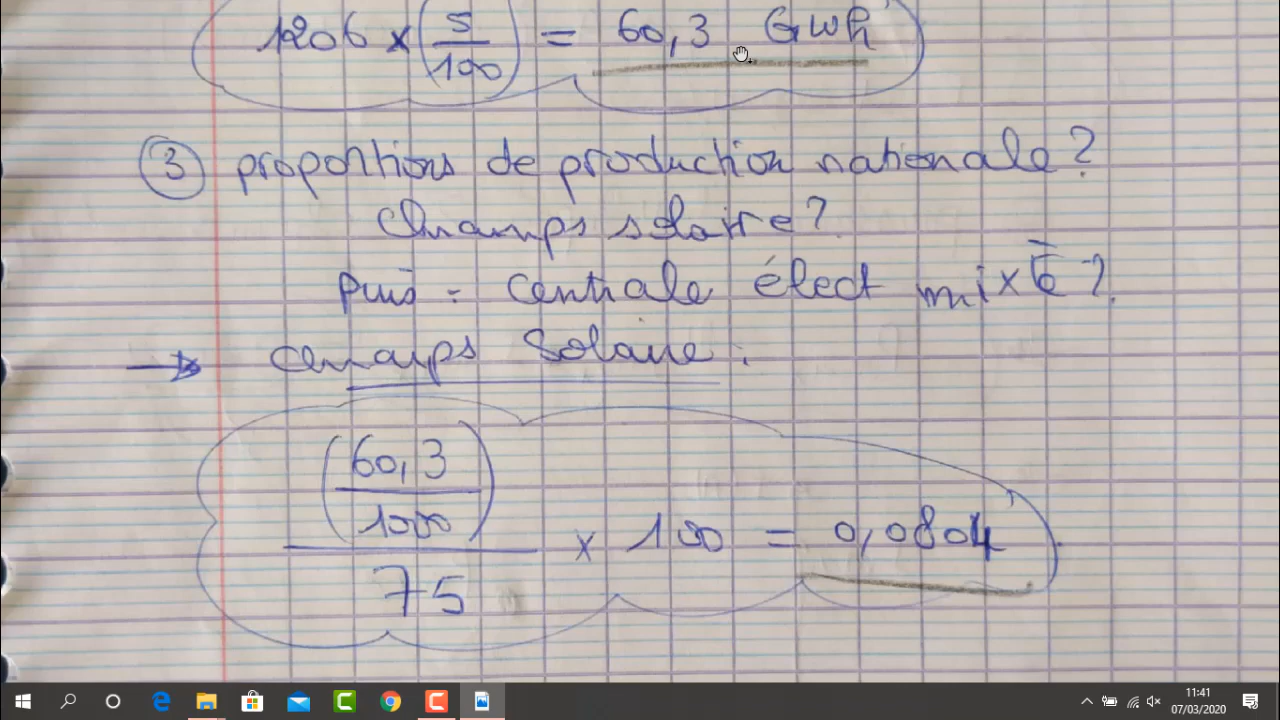 1206 × (5/100) = 60,3 GWh
③ proportions de production nationale ?
Champs solaire ?
Puis - Centrale élect mixte ?
→ Champs Solaire :
(60,3/1000)/75 × 100 = 0,0804
11:41
07/03/2020